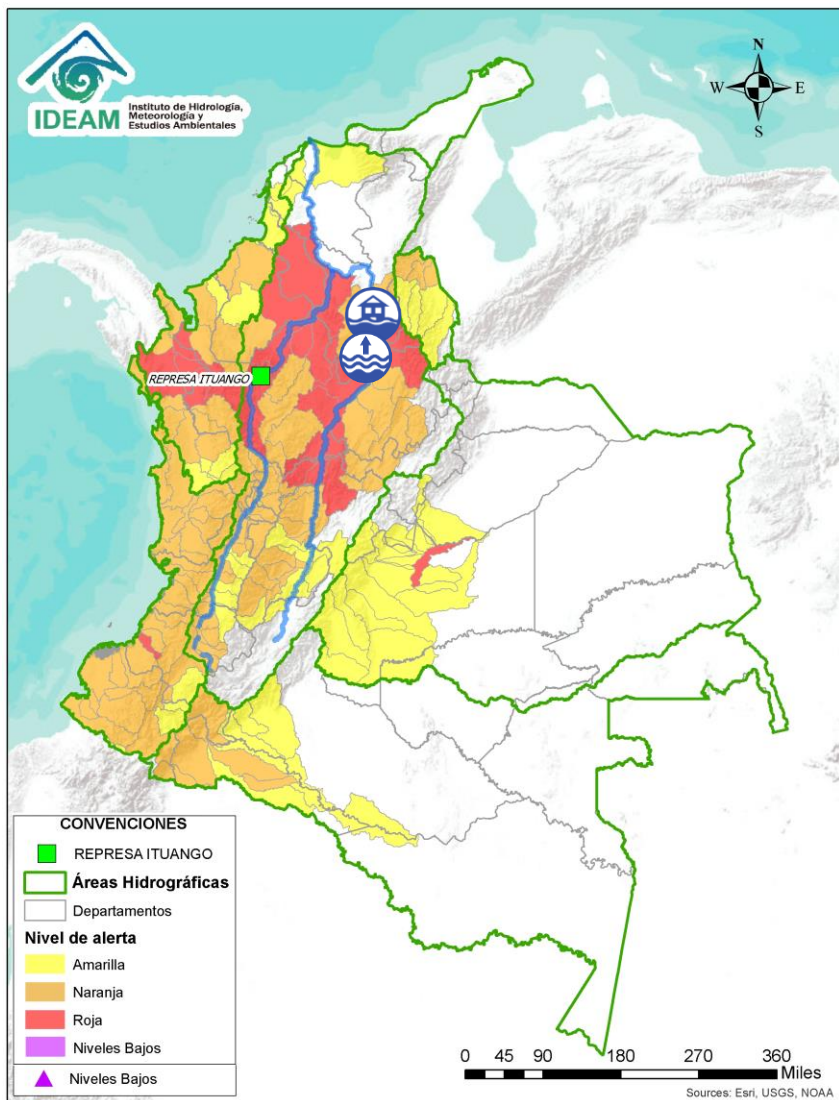 IDEAM
Instituto de Hidrología,
Meteorología y
Estudios Ambientales
N
W
E
S
REPRESA ITUANGO
CONVENCIONES
REPRESA ITUANGO
Áreas Hidrográficas
Departamentos
Nivel de alerta
Amarilla
Naranja
Roja
Niveles Bajos
Niveles Bajos
0 45 90 180 270 360
Miles
Sources: Esri, USGS, NOAA